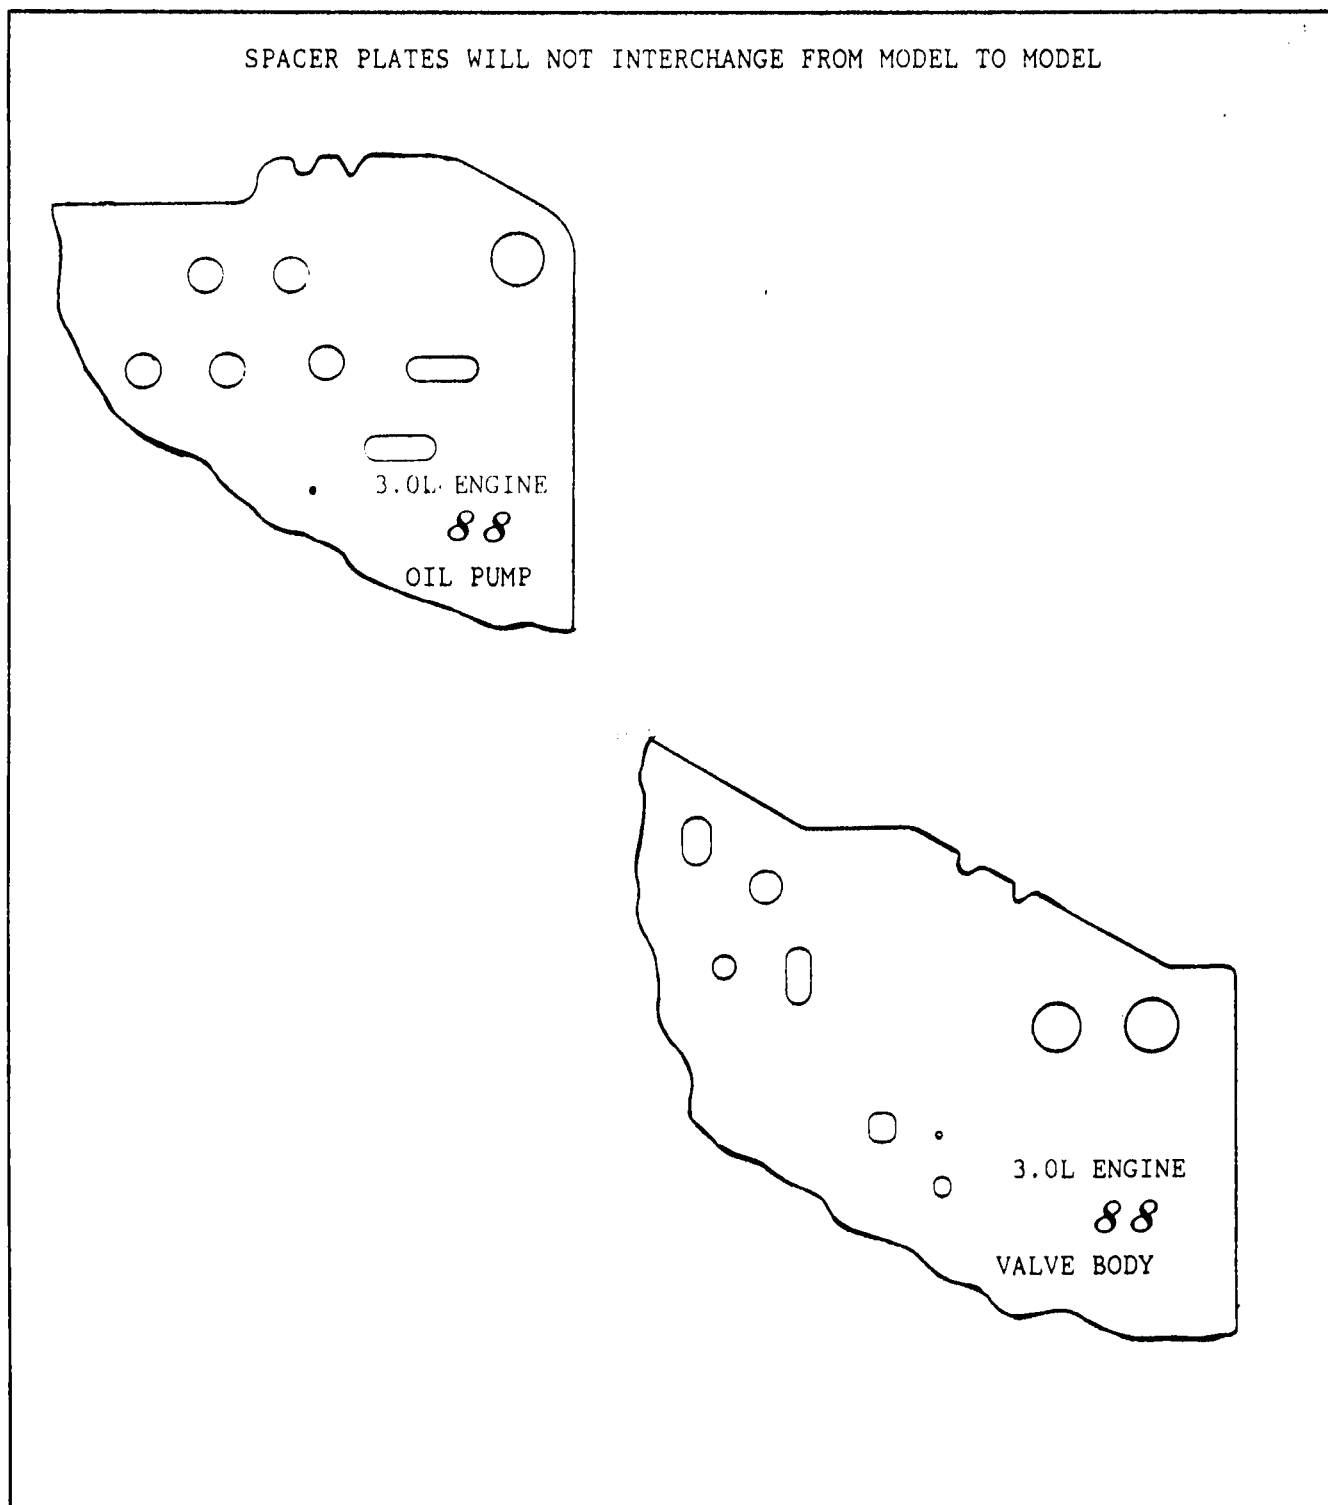 SPACER PLATES WILL NOT INTERCHANGE FROM MODEL TO MODEL
3.0L ENGINE
88
OIL PUMP
3.0L ENGINE
88
VALVE BODY